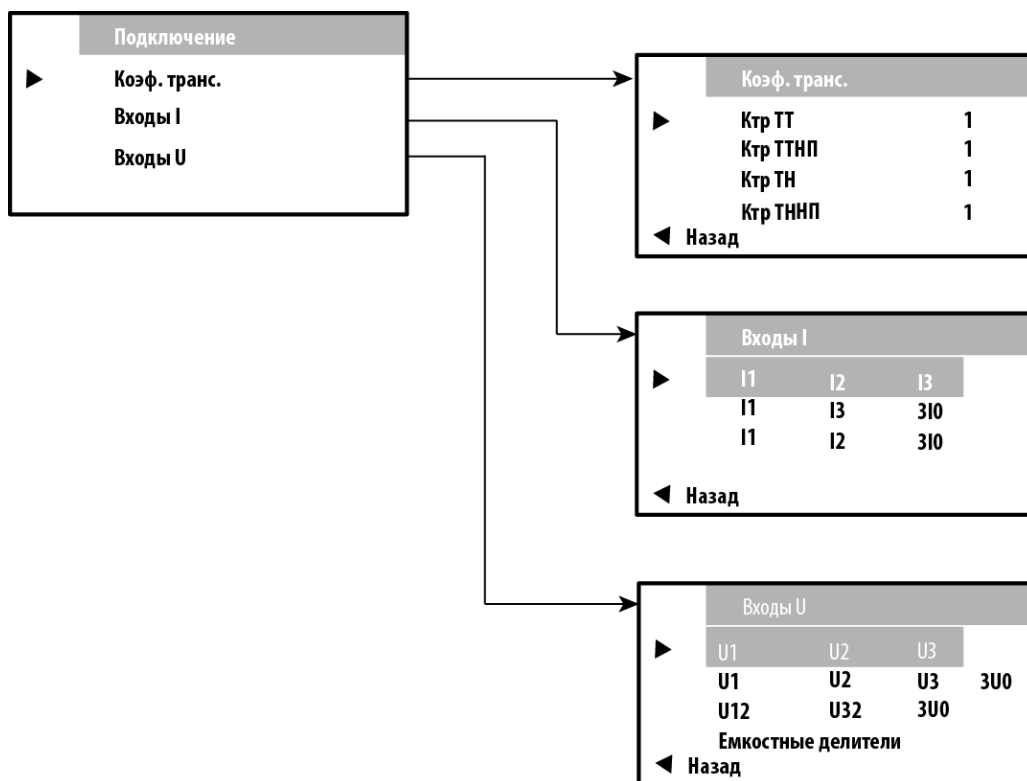 Подключение
Коэф. транс.
Входы I
Входы U
Коэф. транс.
Ктр ТТ 1
Ктр ТТНП 1
Ктр ТН 1
Ктр ТННП 1
Назад
Входы I
I1 I2 I3
I1 I3 3I0
I1 I2 3I0
Назад
Входы U
U1 U2 U3
U1 U2 U3 3U0
U12 U32 3U0
Емкостные делители
Назад